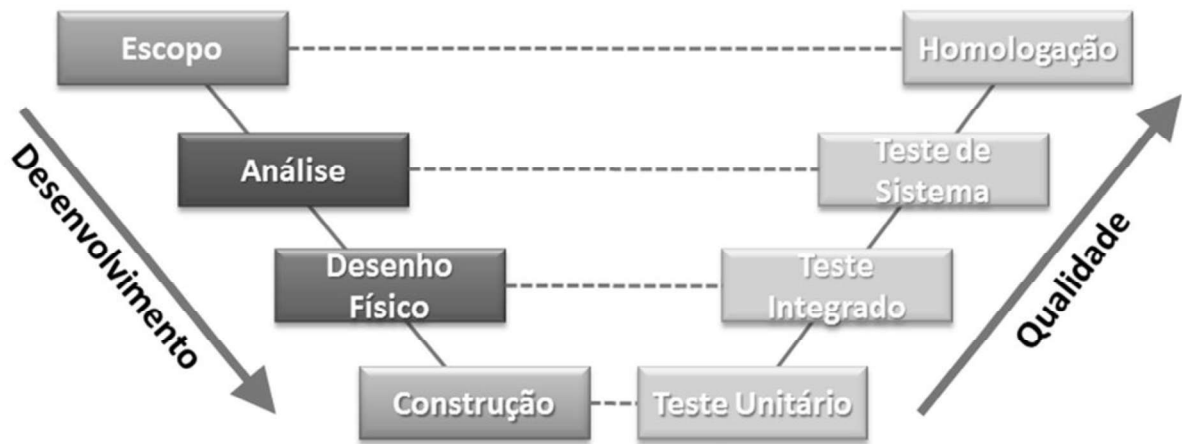 Escopo
Homologação
Análise
Teste de
Sistema
Desenvolvimento
Desenho
Físico
Teste
Integrado
Qualidade
Construção
Teste Unitário